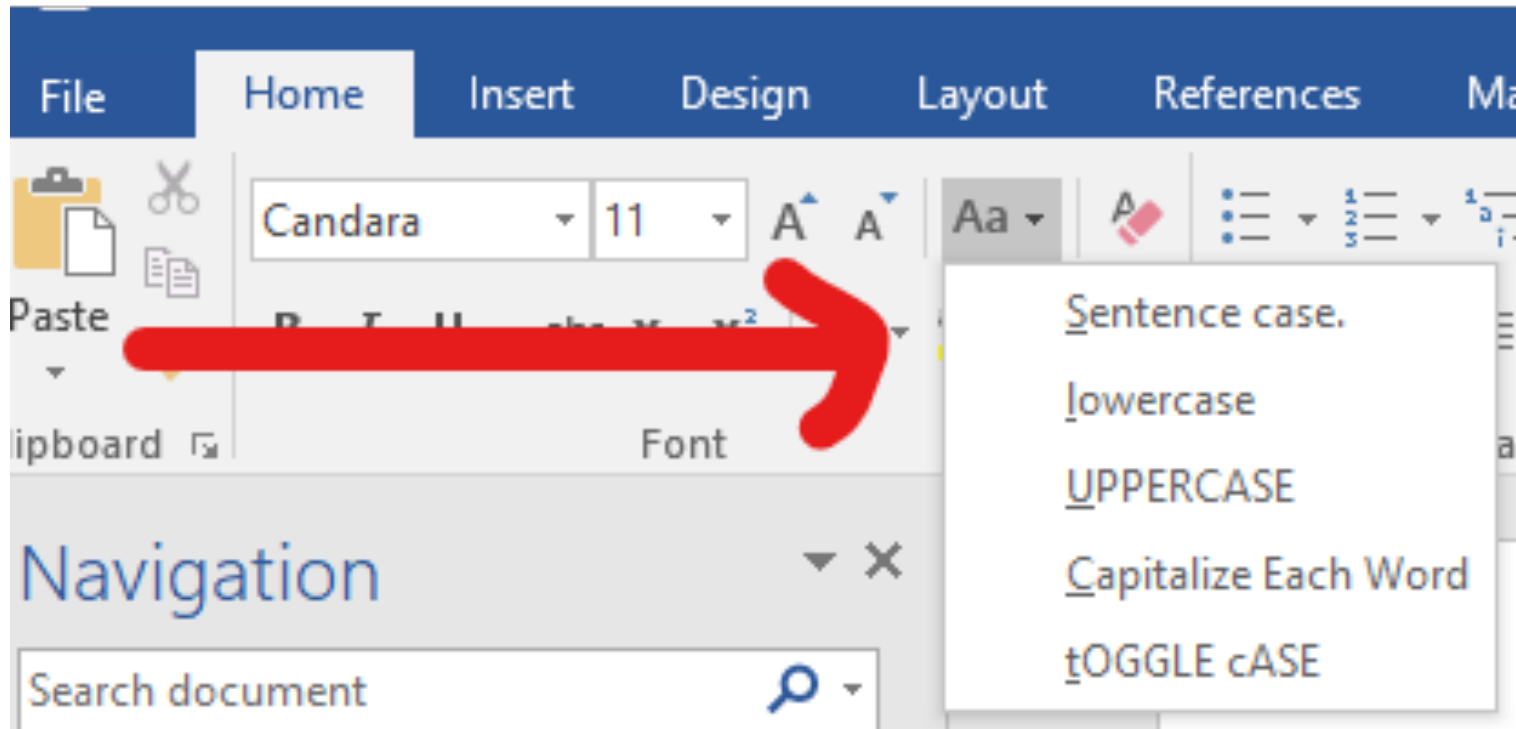 File Home Insert Design Layout References
Candara 11 A A Aa
Paste
Font
Sentence case.
lowercase
UPPERCASE
Capitalize Each Word
tOGGLE cASE
Navigation
Search document